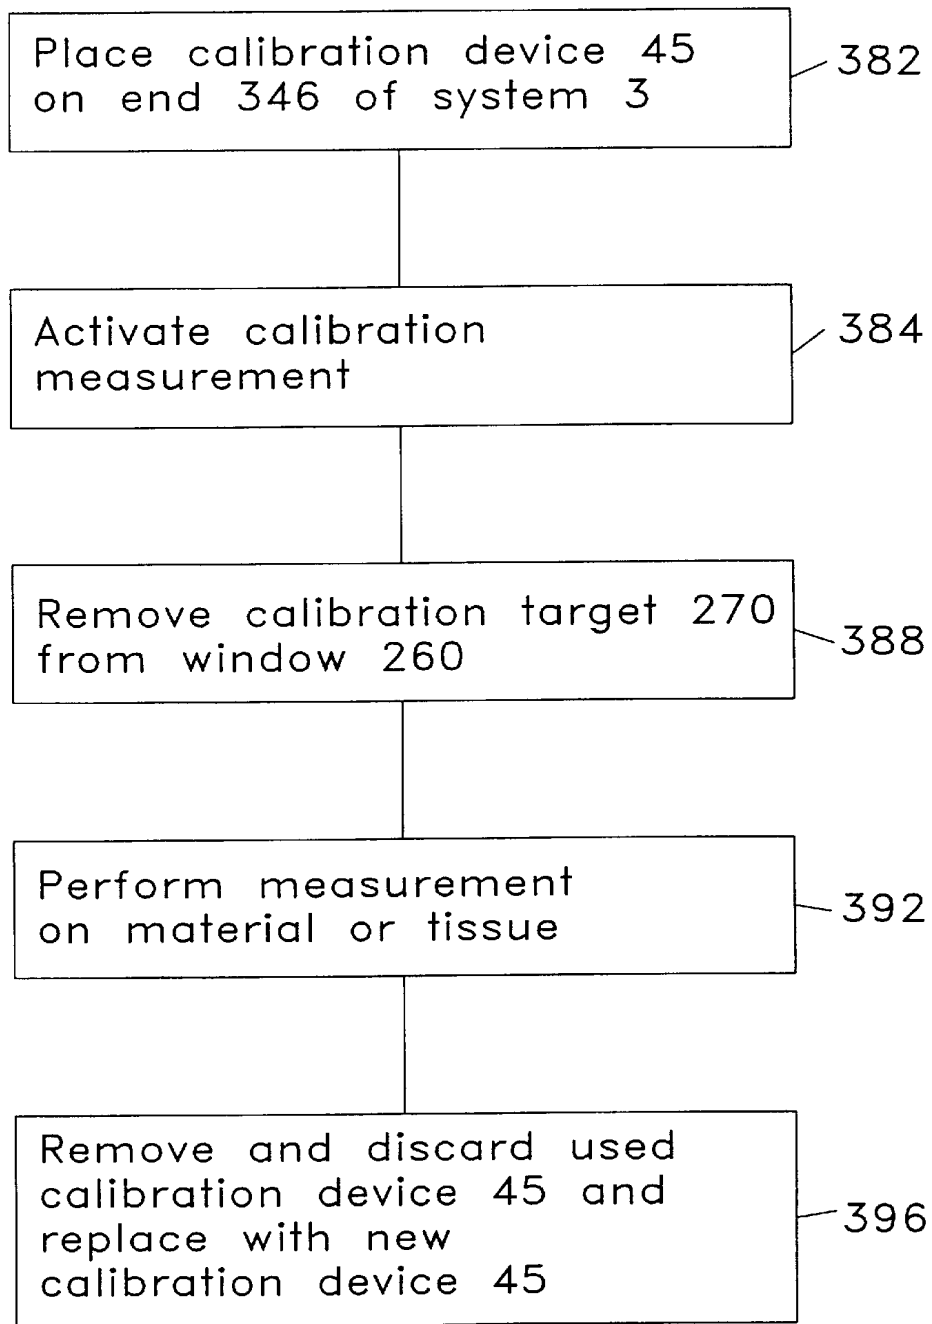 Place calibration device 45
on end 346 of system 3
382
Activate calibration
measurement
384
Remove calibration target 270
from window 260
388
Perform measurement
on material or tissue
392
Remove and discard used
calibration device 45 and
replace with new
calibration device 45
396